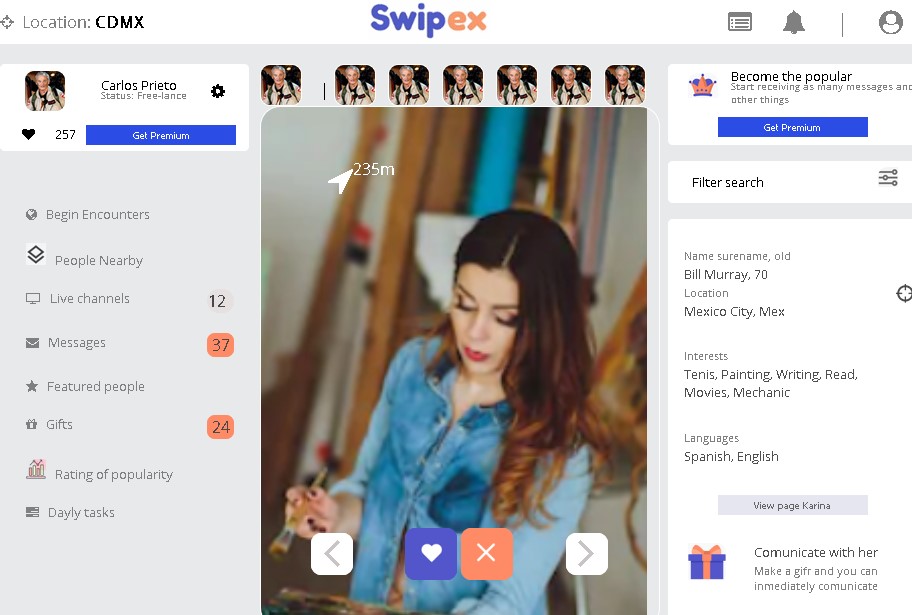 Location: CDMX
Swipex
Carlos Prieto
Status: Free-lance
257
Get Premium
Begin Encounters
People Nearby
Live channels
12
Messages
37
Featured people
Gifts
24
Rating of popularity
Dayly tasks
235m
Become the popular
Start receiving as many messages and
other things
Get Premium
Filter search
Name surename, old
Bill Murray, 70
Location
Mexico City, Mex
Interests
Tenis, Painting, Writing, Read,
Movies, Mechanic
Languages
Spanish, English
View page Karina
Comunicate with her
Make a gifr and you can
inmediately comunicate